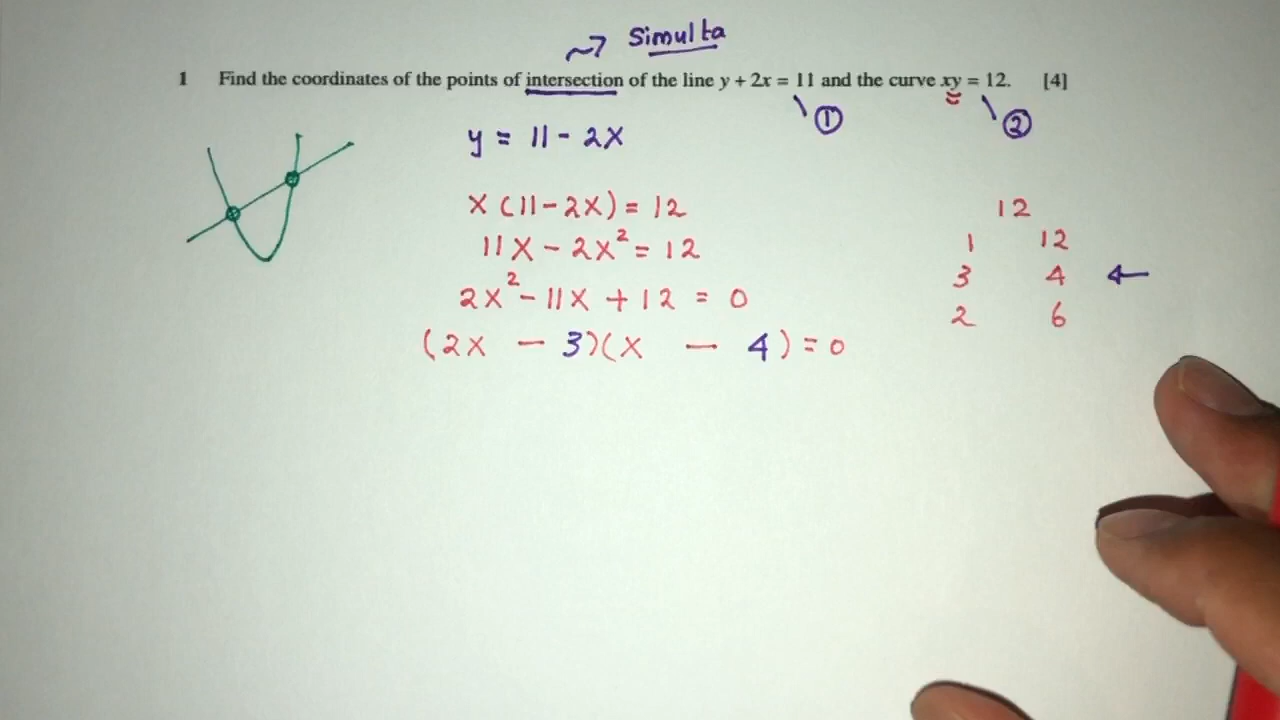 Simulta
1 Find the coordinates of the points of intersection of the line y + 2x = 11 and the curve xy = 12. [4]
① ②
y = 11 - 2x
x (11 - 2x) = 12
11x - 2x² = 12
2x² - 11x + 12 = 0
(2x - 3)(x - 4) = 0
12
1 12
3 4 ←
2 6